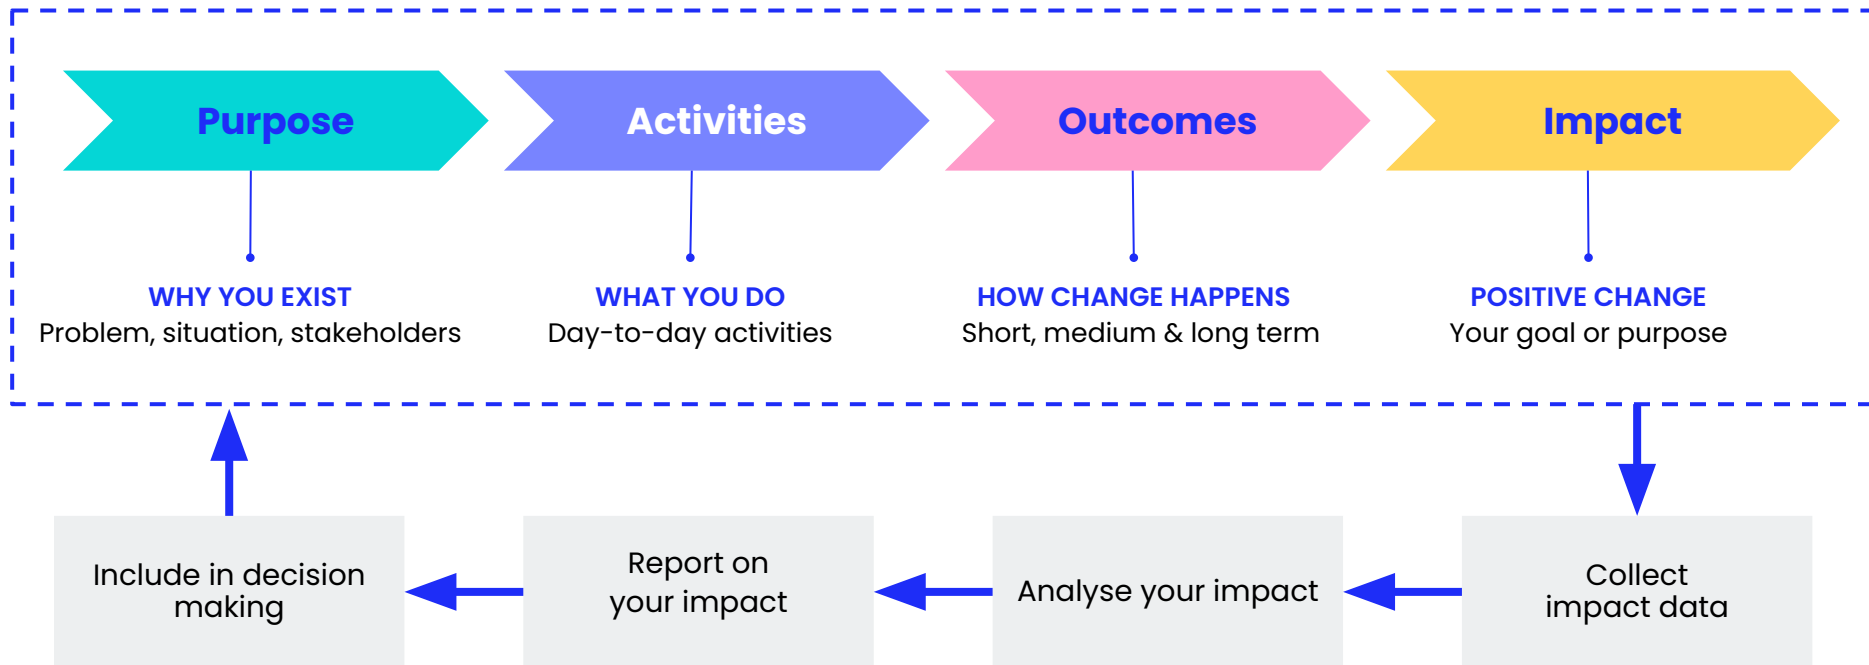 Purpose
Activities
Outcomes
Impact
WHY YOU EXIST
Problem, situation, stakeholders
WHAT YOU DO
Day-to-day activities
HOW CHANGE HAPPENS
Short, medium & long term
POSITIVE CHANGE
Your goal or purpose
Include in decision
making
Report on
your impact
Analyse your impact
Collect
impact data